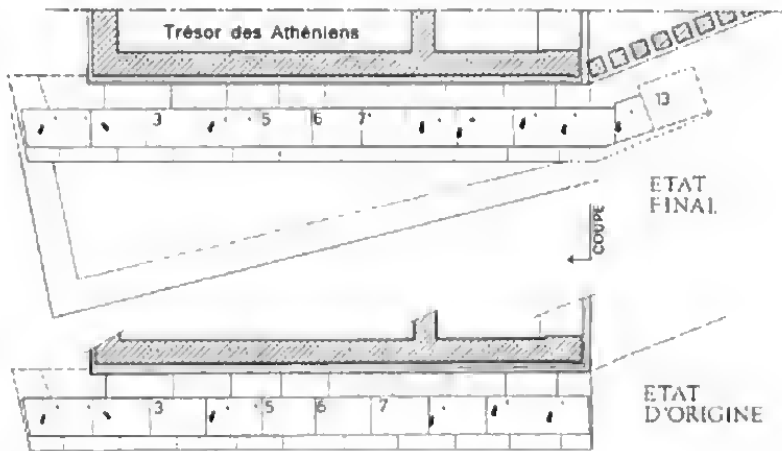 Trésor des Athéniens
3 5 6 7 13
ETAT
FINAL
COUPE
3 5 6 7
ETAT
D'ORIGINE